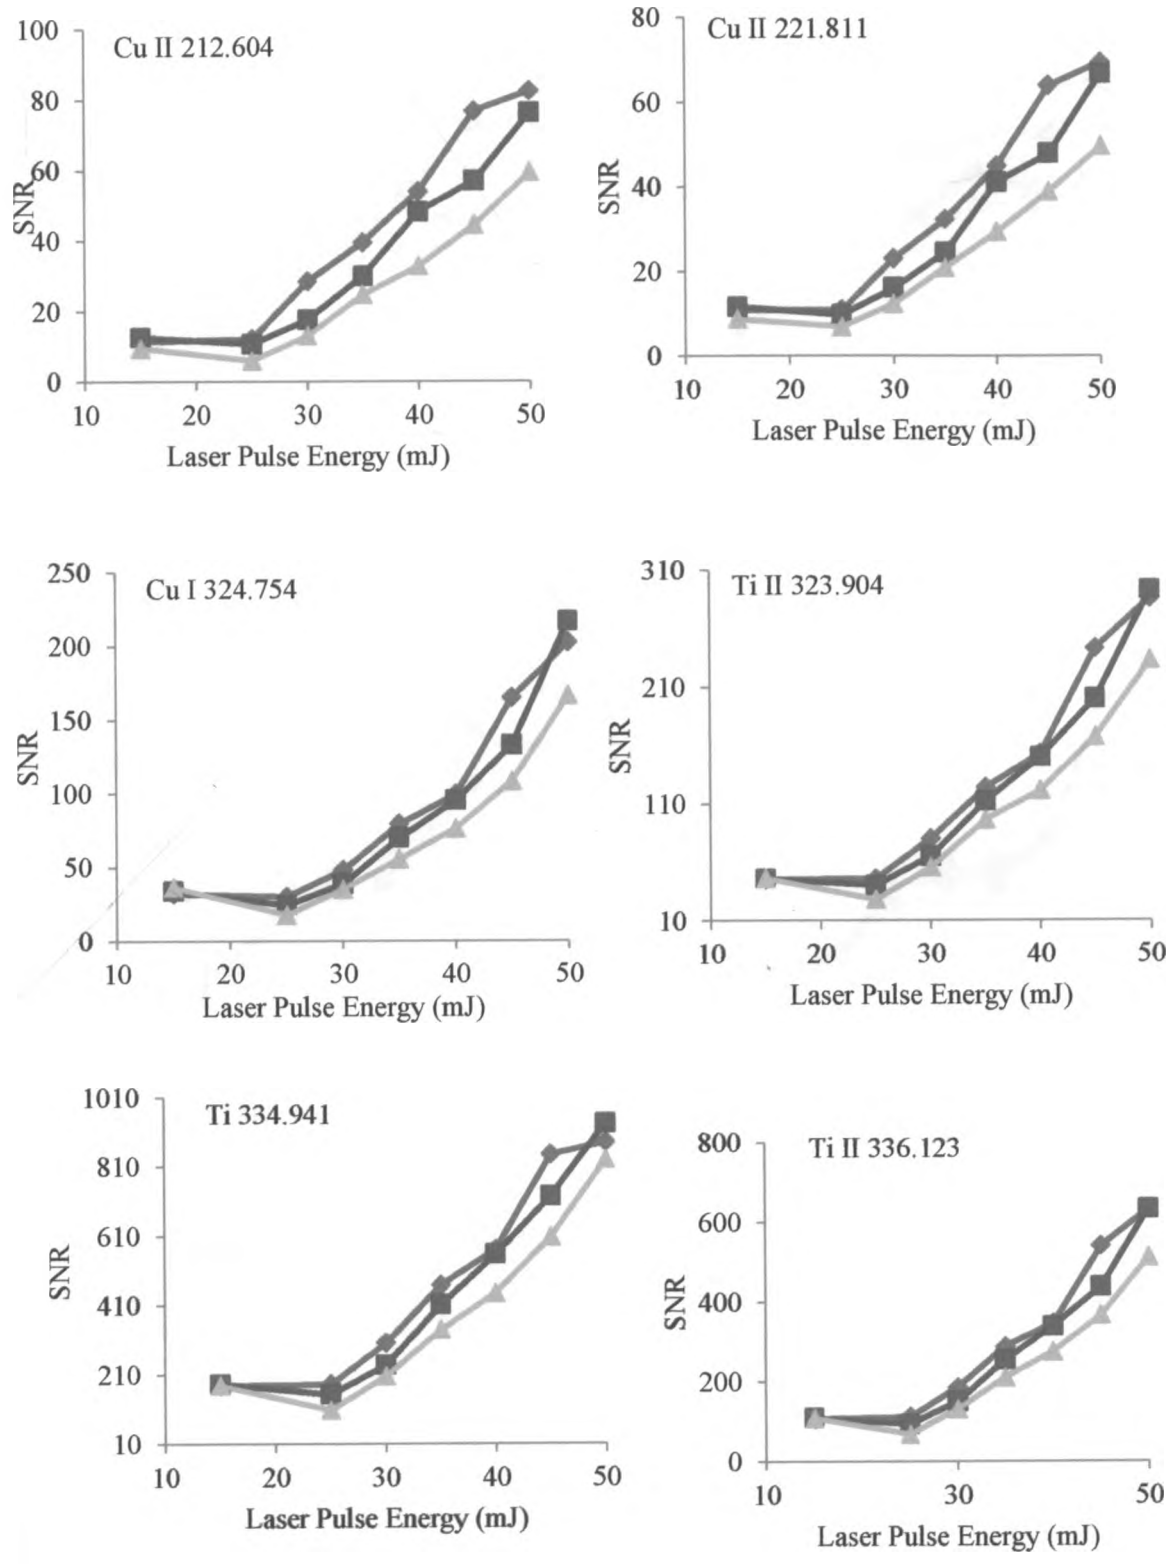 Cu II 212.604
100
80
60
40
20
0
SNR
10 20 30 40 50
Laser Pulse Energy (mJ)
Cu II 221.811
80
60
40
20
0
SNR
10 20 30 40 50
Laser Pulse Energy (mJ)
Cu I 324.754
250
200
150
100
50
0
SNR
10 20 30 40 50
Laser Pulse Energy (mJ)
Ti II 323.904
310
210
110
10
SNR
10 20 30 40 50
Laser Pulse Energy (mJ)
Ti 334.941
1010
810
610
410
210
10
SNR
10 20 30 40 50
Laser Pulse Energy (mJ)
Ti II 336.123
800
600
400
200
0
SNR
10 30 50
Laser Pulse Energy (mJ)